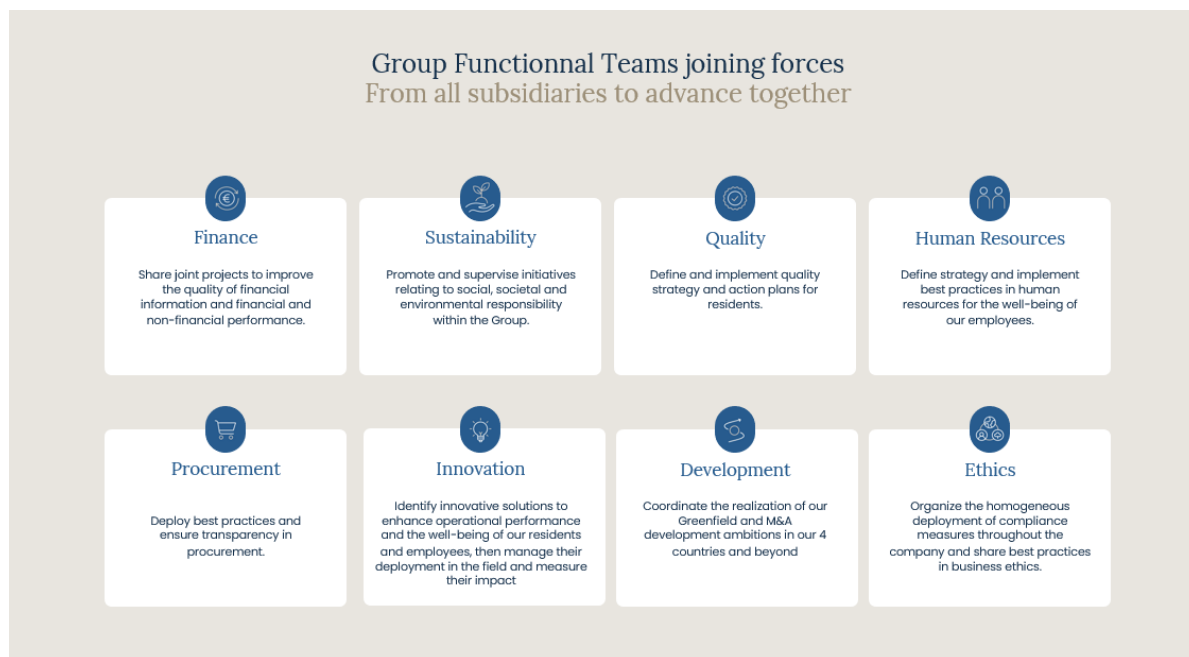 Group Functionnal Teams joining forces
From all subsidiaries to advance together
Finance
Share joint projects to improve
the quality of financial
information and financial and
non-financial performance.
Sustainability
Promote and supervise initiatives
relating to social, societal and
environmental responsibility
within the Group.
Quality
Define and implement quality
strategy and action plans for
residents.
Human Resources
Define strategy and implement
best practices in human
resources for the well-being of
our employees.
Procurement
Deploy best practices and
ensure transparency in
procurement.
Innovation
Identify innovative solutions to
enhance operational performance
and the well-being of our residents
and employees, then manage their
deployment in the field and measure
their impact
Development
Coordinate the realization of our
Greenfield and M&A
development ambitions in our 4
countries and beyond
Ethics
Organize the homogeneous
deployment of compliance
measures throughout the
company and share best practices
in business ethics.